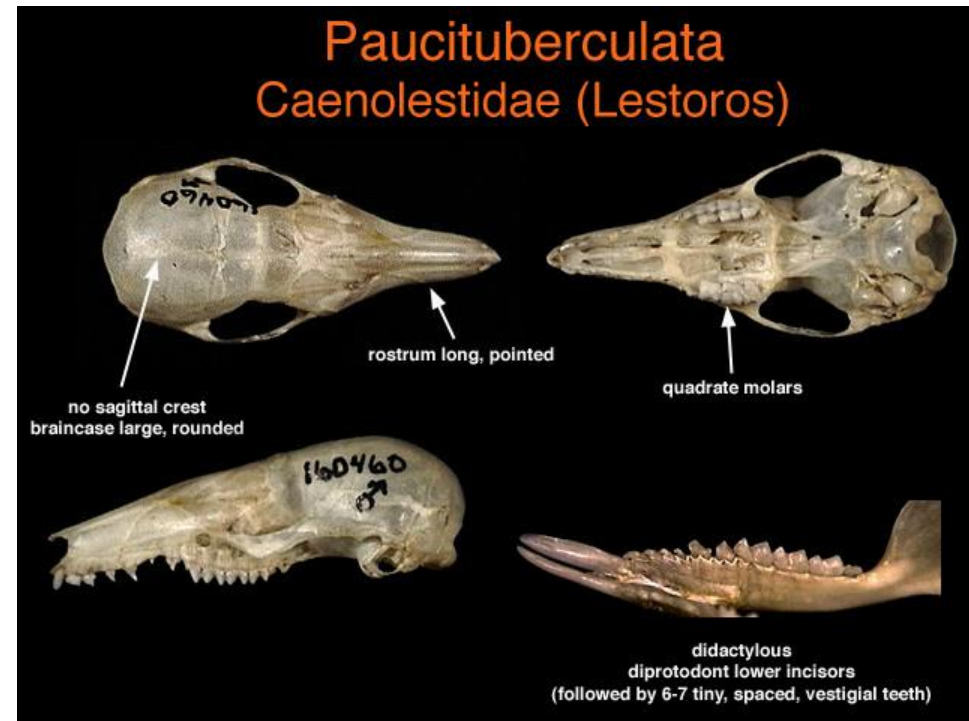 Paucituberculata
Caenolestidae (Lestoros)
160460
rostrum long, pointed
quadrate molars
no sagittal crest
braincase large, rounded
160460
♂
didactylous
diprotodont lower incisors
(followed by 6-7 tiny, spaced, vestigial teeth)